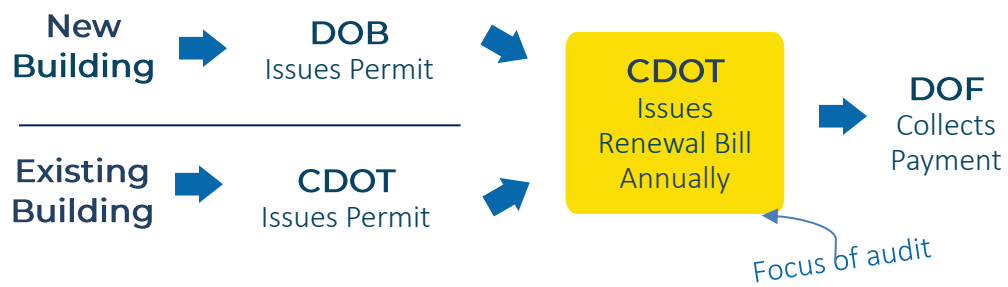 New
Building
DOB
Issues Permit
Existing
Building
CDOT
Issues Permit
CDOT
Issues
Renewal Bill
Annually
DOF
Collects
Payment
Focus of audit